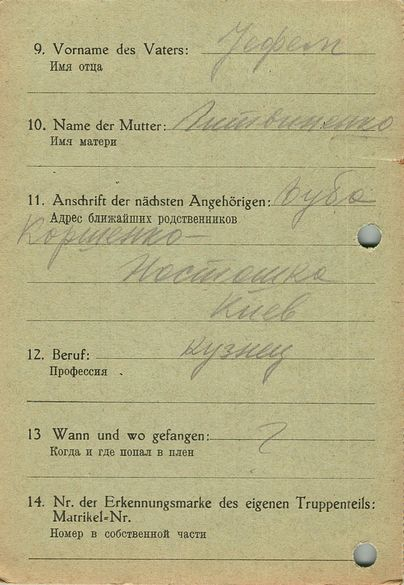 9. Vorname des Vaters: Уефем
Имя отца
10. Name der Mutter: Литвиненко
Имя матери
11. Anschrift der nächsten Angehörigen:
Адрес ближайших родственников
Коршенко-
Настошка
Киев
12. Beruf: кузнец
Профессия
13 Wann und wo gefangen: ?
Когда и где попал в плен
14. Nr. der Erkennungsmarke des eigenen Truppenteils:
Matrikel-Nr.
Номер в собственной части